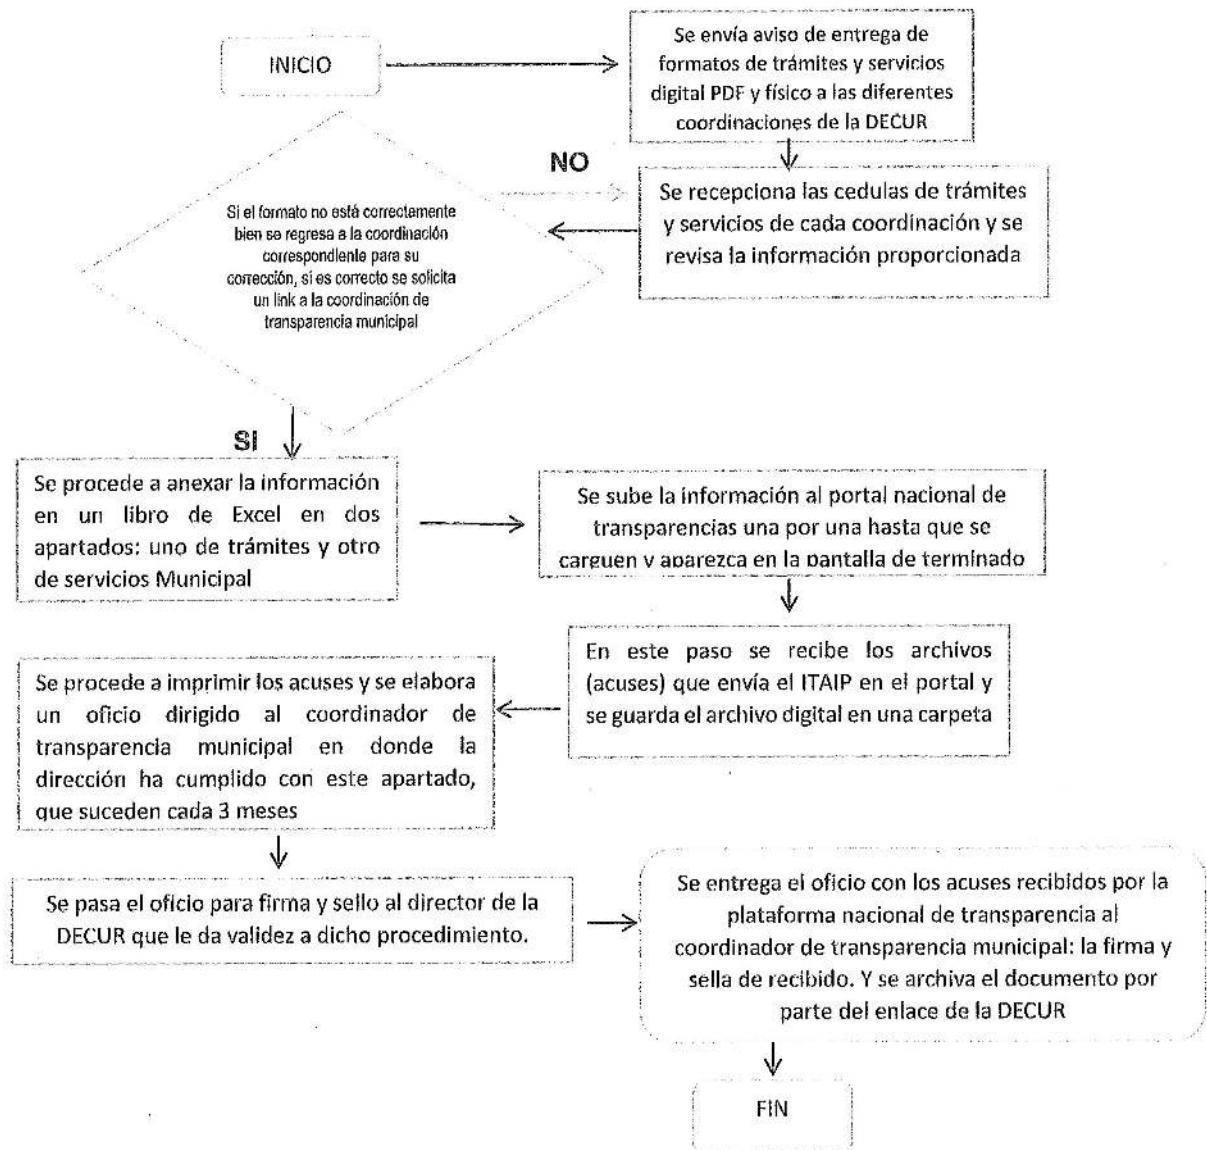 INICIO
Se envía aviso de entrega de
formatos de trámites y servicios
digital PDF y físico a las diferentes
coordinaciones de la DECUR
NO
Se recepciona las cedulas de trámites
y servicios de cada coordinación y se
revisa la información proporcionada
Si el formato no está correctamente
bien se regresa a la coordinación
correspondiente para su
corrección, si es correcto se solicita
un link a la coordinación de
transparencia municipal
SI
Se procede a anexar la información
en un libro de Excel en dos
apartados: uno de trámites y otro
de servicios Municipal
Se sube la información al portal nacional de
transparencias una por una hasta que se
carguen y aparezca en la pantalla de terminado
En este paso se recibe los archivos
(acuses) que envía el ITAIP en el portal y
se guarda el archivo digital en una carpeta
Se procede a imprimir los acuses y se elabora
un oficio dirigido al coordinador de
transparencia municipal en donde la
dirección ha cumplido con este apartado,
que suceden cada 3 meses
Se pasa el oficio para firma y sello al director de la
DECUR que le da validez a dicho procedimiento.
Se entrega el oficio con los acuses recibidos por la
plataforma nacional de transparencia al
coordinador de transparencia municipal: la firma y
sella de recibido. Y se archiva el documento por
parte del enlace de la DECUR
FIN